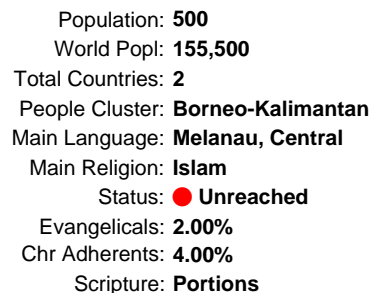 Population: 500
World Popl: 155,500
Total Countries: 2
People Cluster: Borneo-Kalimantan
Main Language: Melanau, Central
Main Religion: Islam
Status: Unreached
Evangelicals: 2.00%
Chr Adherents: 4.00%
Scripture: Portions